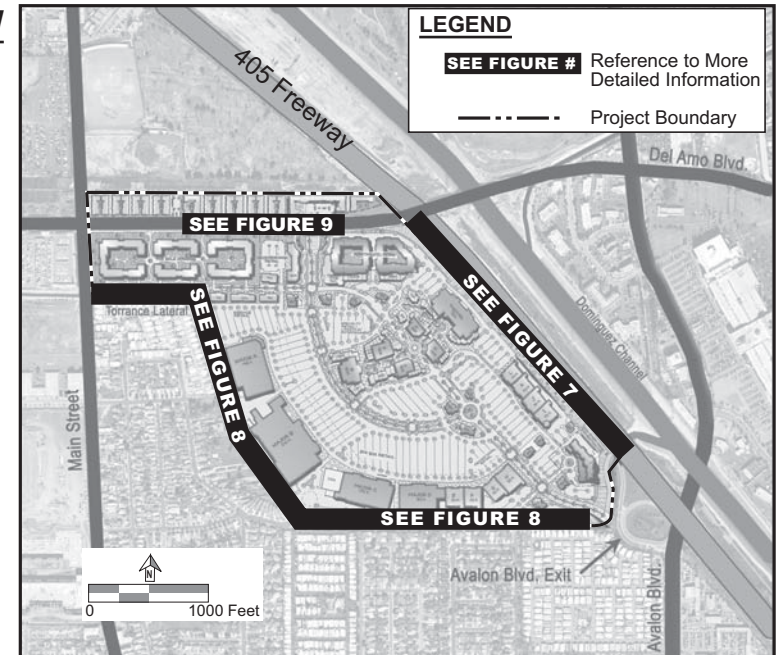 LEGEND
SEE FIGURE #
Reference to More
Detailed Information
Project Boundary
405 Freeway
Del Amo Blvd.
SEE FIGURE 9
SEE FIGURE 7
Dominguez Channel
Torrance Lateral
SEE FIGURE 8
Main Street
SEE FIGURE 8
Avalon Blvd. Exit
Avalon Blvd.
N
0
1000 Feet